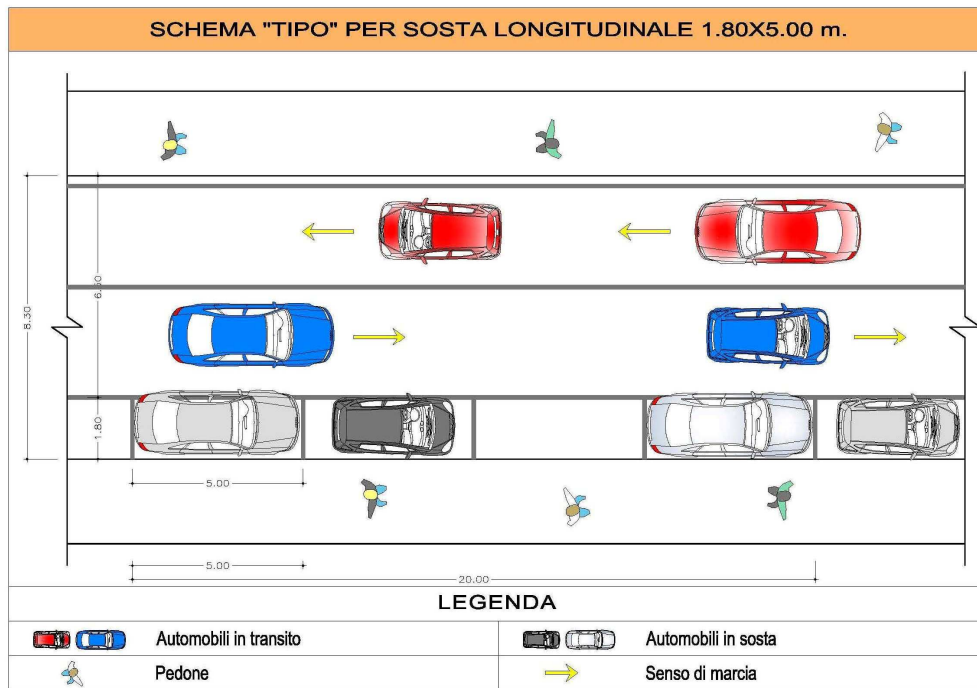 SCHEMA "TIPO" PER SOSTA LONGITUDINALE 1.80X5.00 m.
8.30
6.50
1.80
5.00
5.00
20.00
LEGENDA
Automobili in transito
Automobili in sosta
Pedone
Senso di marcia